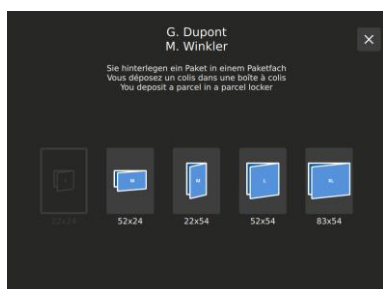 G. Dupont
M. Winkler
Sie hinterlegen ein Paket in einem Paketfach
Vous déposez un colis dans une boîte à colis
You deposit a parcel in a parcel locker
M
M
L
XL
52x24
22x54
52x54
83x54